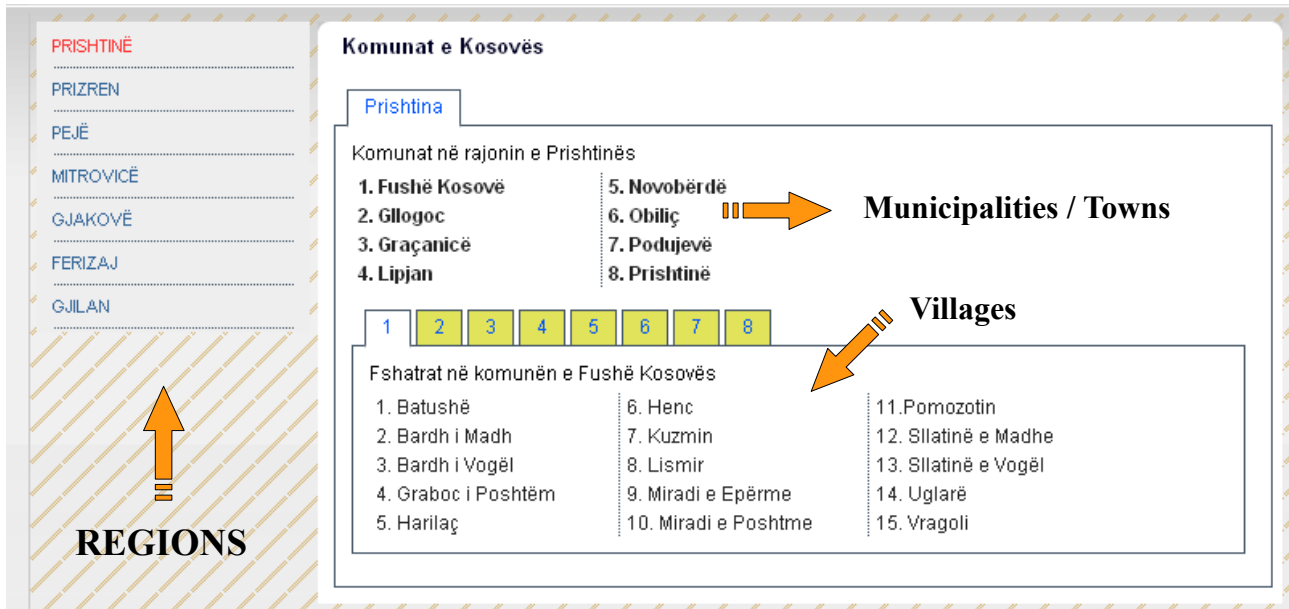 PRISHTINË
PRIZREN
PEJË
MITROVICË
GJAKOVË
FERIZAJ
GJILAN
REGIONS
Komunat e Kosovës
Prishtina
Komunat në rajonin e Prishtinës
1. Fushë Kosovë
2. Gllogoc
3. Graçanicë
4. Lipjan
5. Novobërdë
6. Obiliç
7. Podujevë
8. Prishtinë
Municipalities / Towns
Villages
1 2 3 4 5 6 7 8
Fshatrat në komunën e Fushë Kosovës
1. Batushë
2. Bardh i Madh
3. Bardh i Vogël
4. Graboc i Poshtëm
5. Harilaç
6. Henc
7. Kuzmin
8. Lismir
9. Miradi e Epërme
10. Miradi e Poshtme
11.Pomozotin
12. Sllatinë e Madhe
13. Sllatinë e Vogël
14. Uglarë
15. Vragoli